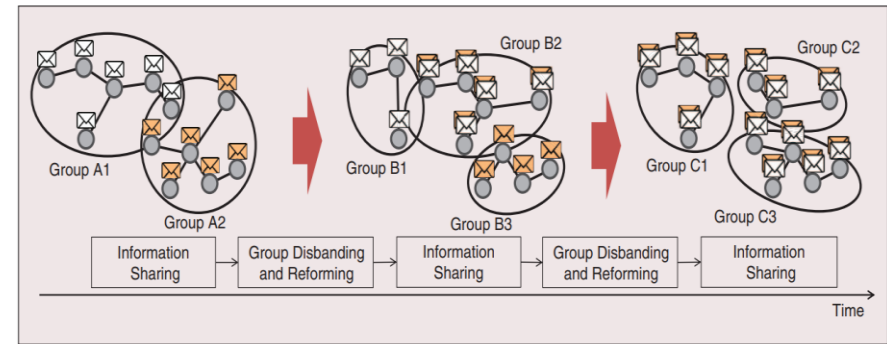 Group A1
Group A2
Group B1
Group B2
Group B3
Group C1
Group C2
Group C3
Information
Sharing
Group Disbanding
and Reforming
Information
Sharing
Group Disbanding
and Reforming
Information
Sharing
Time